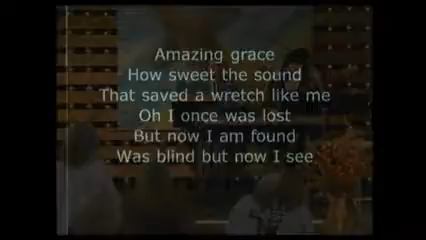 Amazing grace
How sweet the sound
That saved a wretch like me
Oh I once was lost
But now I am found
Was blind but now I see